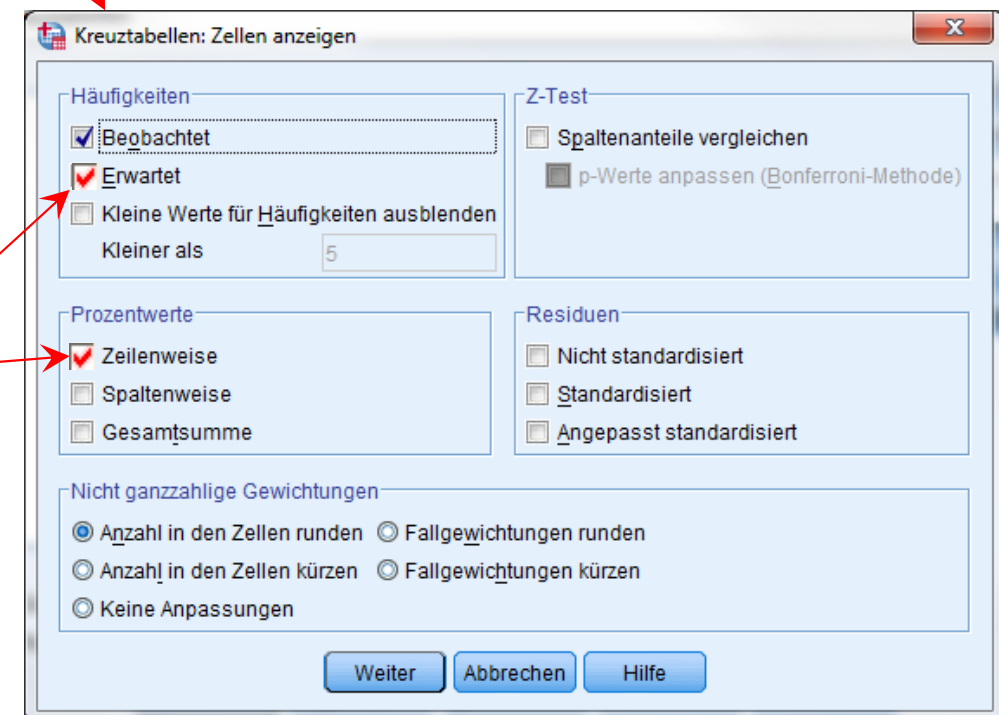 Kreuztabellen: Zellen anzeigen
Häufigkeiten
Beobachtet
Erwartet
Kleine Werte für Häufigkeiten ausblenden
Kleiner als 5
Z-Test
Spaltenanteile vergleichen
p-Werte anpassen (Bonferroni-Methode)
Prozentwerte
Zeilenweise
Spaltenweise
Gesamtsumme
Residuen
Nicht standardisiert
Standardisiert
Angepasst standardisiert
Nicht ganzzahlige Gewichtungen
Anzahl in den Zellen runden Fallgewichtungen runden
Anzahl in den Zellen kürzen Fallgewichtungen kürzen
Keine Anpassungen
Weiter Abbrechen Hilfe